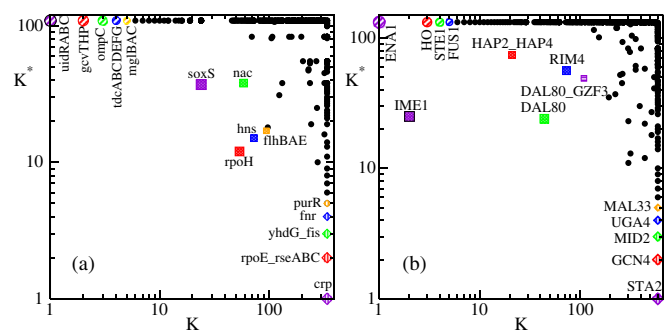 100
K*
10
1
1
10
100
K
uidRABC
gcvTHP
ompC
tdcABCDEFG
mglBAC
soxS
nac
hns
flhBAE
rpoH
purR
fnr
yhdG_fis
rpoE_rseABC
crp
(a)
100
K*
10
1
1
10
100
K
ENA1
HO
STE1
FUS1
HAP2_HAP4
RIM4
DAL80_GZF3
IME1
DAL80
MAL33
UGA4
MID2
GCN4
STA2
(b)